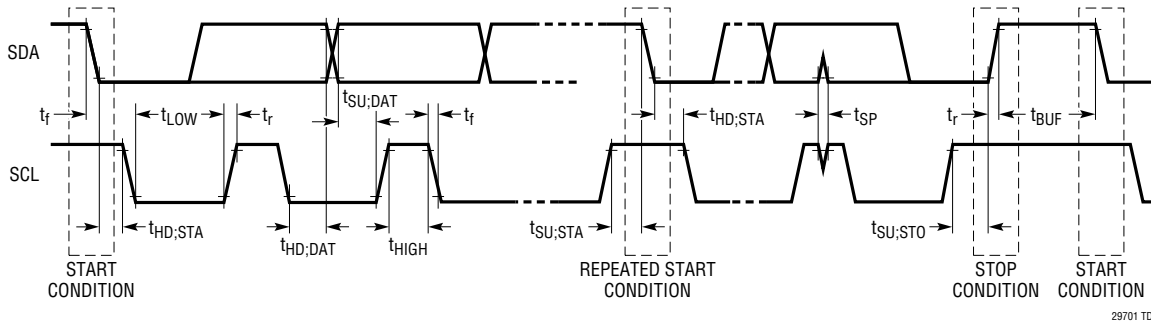 SDA
t_f
t_LOW
t_r
t_SU;DAT
t_f
t_HD;STA
t_SP
t_r
t_BUF
SCL
t_HD;STA
t_HD;DAT
t_HIGH
t_SU;STA
t_SU;STO
START
CONDITION
REPEATED START
CONDITION
STOP
CONDITION
START
CONDITION
29701 TD